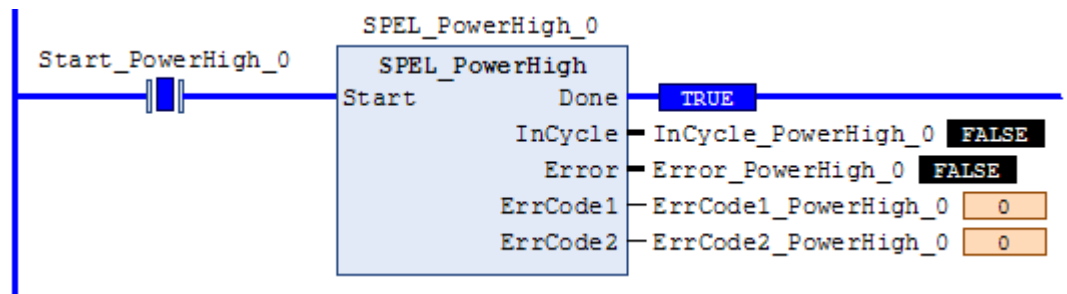 SPEL_PowerHigh_0
Start_PowerHigh_0
SPEL_PowerHigh
Start Done TRUE
InCycle InCycle_PowerHigh_0 FALSE
Error Error_PowerHigh_0 FALSE
ErrCode1 ErrCode1_PowerHigh_0 0
ErrCode2 ErrCode2_PowerHigh_0 0